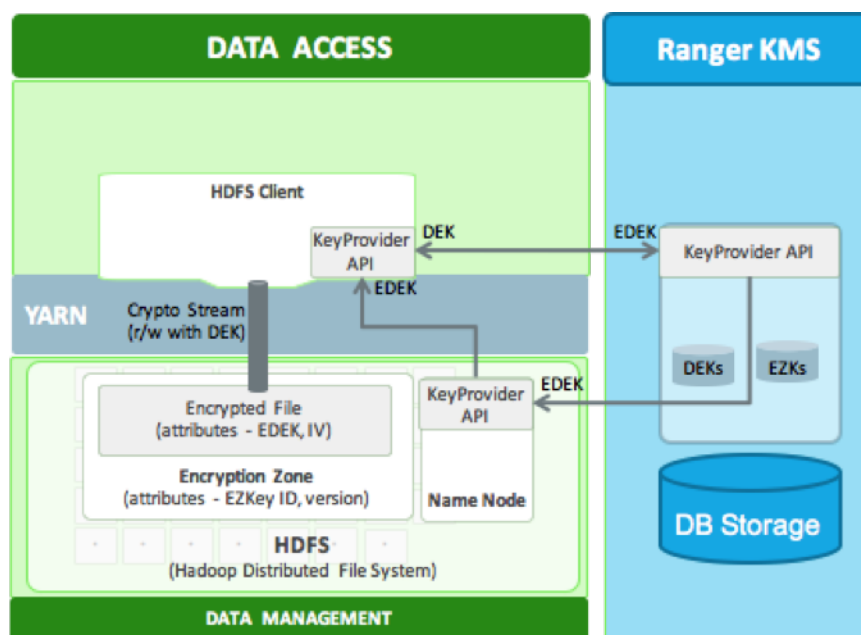 DATA ACCESS
Ranger KMS
HDFS Client
KeyProvider
API
DEK
EDEK
KeyProvider API
EDEK
YARN
Crypto Stream
(r/w with DEK)
DEKs
EZKs
KeyProvider
API
EDEK
Encrypted File
(attributes - EDEK, IV)
Encryption Zone
(attributes - EZKey ID, version)
Name Node
DB Storage
HDFS
(Hadoop Distributed File System)
DATA MANAGEMENT